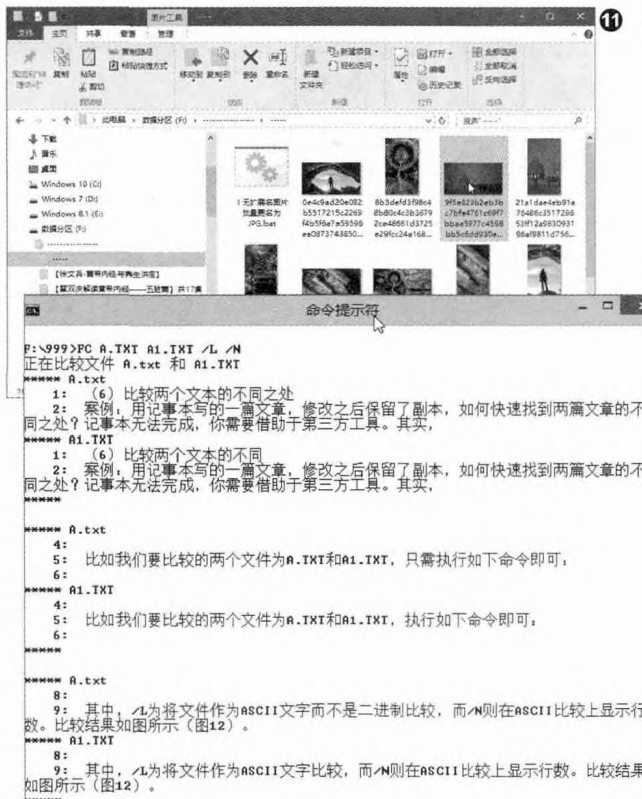 图片工具
11
文件 主页 共享 查看 管理
复制 粘贴
复制路径
粘贴快捷方式
剪切
移动到 复制到 删除 重命名
新建
文件夹
新建项目
轻松访问
属性
打开
编辑
历史记录
全部选择
全部取消
反向选择
剪贴板 组织 新建 打开 选择
此电脑 数据分区 (F:)
下载
音乐
桌面
Windows 10 (C:)
Windows 7 (D:)
Windows 8.1 (E:)
数据分区 (F:)
1 无扩展名图片
批量更名为
JPG.bat
命令提示符
F:\999>FC A.TXT A1.TXT /L /N
正在比较文件 A.txt 和 A1.TXT
***** A.txt
1: (6) 比较两个文本的不同之处
2: 案例：用记事本写的一篇文章，修改之后保留了副本，如何快速找到两篇文章的不
同之处？记事本无法完成，你需要借助于第三方工具。其实，
***** A1.TXT
1: (6) 比较两个文本的不同
2: 案例：用记事本写的一篇文章，修改之后保留了副本，如何快速找到两篇文章的不
同之处？记事本无法完成，你需要借助于第三方工具。其实，
*****
***** A.txt
4:
5: 比如我们要比较的两个文件为A.TXT和A1.TXT，只需执行如下命令即可：
6:
***** A1.TXT
4:
5: 比如我们要比较的两个文件为A.TXT和A1.TXT，执行如下命令即可：
6:
*****
***** A.txt
8:
9: 其中，/L为将文件作为ASCII文字而不是二进制比较，而/N则在ASCII比较上显示行
数。比较结果如图所示（图12）。
***** A1.TXT
8:
9: 其中，/L为将文件作为ASCII文字比较，而/N则在ASCII比较上显示行数。比较结果
如图所示（图12）。
*****